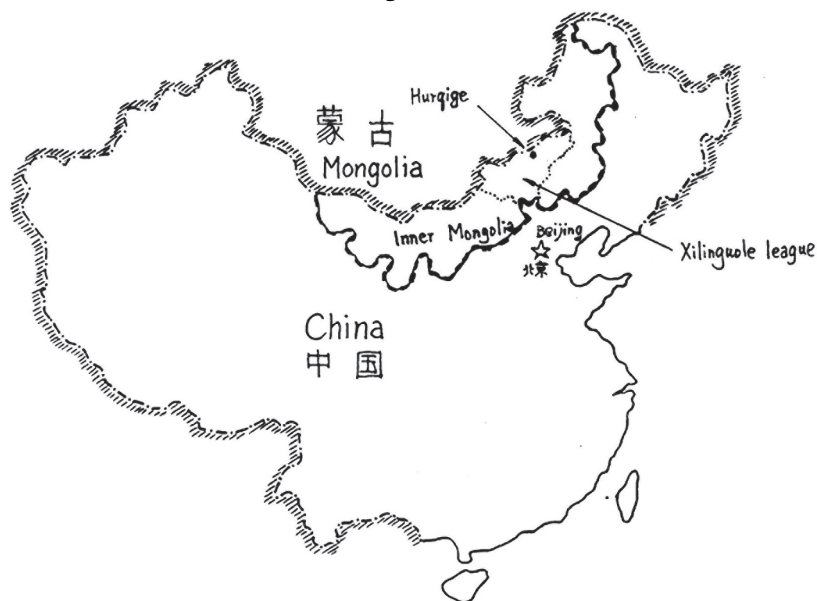 Hurqige
蒙古
Mongolia
Inner Mongolia
Beijing
北京
Xilinguole league
China
中国